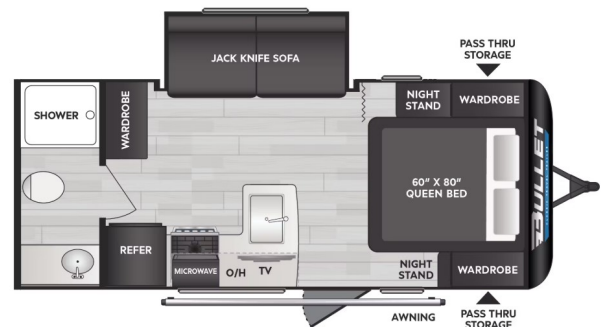 JACK KNIFE SOFA
PASS THRU
STORAGE
SHOWER
WARDROBE
NIGHT
STAND
WARDROBE
60" X 80"
QUEEN BED
BULLET
REFER
MICROWAVE
O/H
TV
NIGHT
STAND
WARDROBE
AWNING
PASS THRU
STORAGE